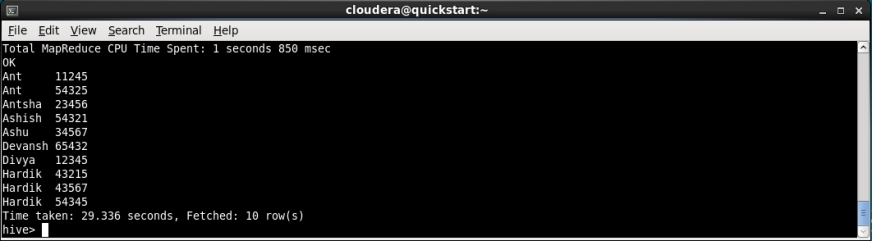 cloudera@quickstart:~
File Edit View Search Terminal Help
Total MapReduce CPU Time Spent: 1 seconds 850 msec
OK
Ant 11245
Ant 54325
Antsha 23456
Ashish 54321
Ashu 34567
Devansh 65432
Divya 12345
Hardik 43215
Hardik 43567
Hardik 54345
Time taken: 29.336 seconds, Fetched: 10 row(s)
hive>